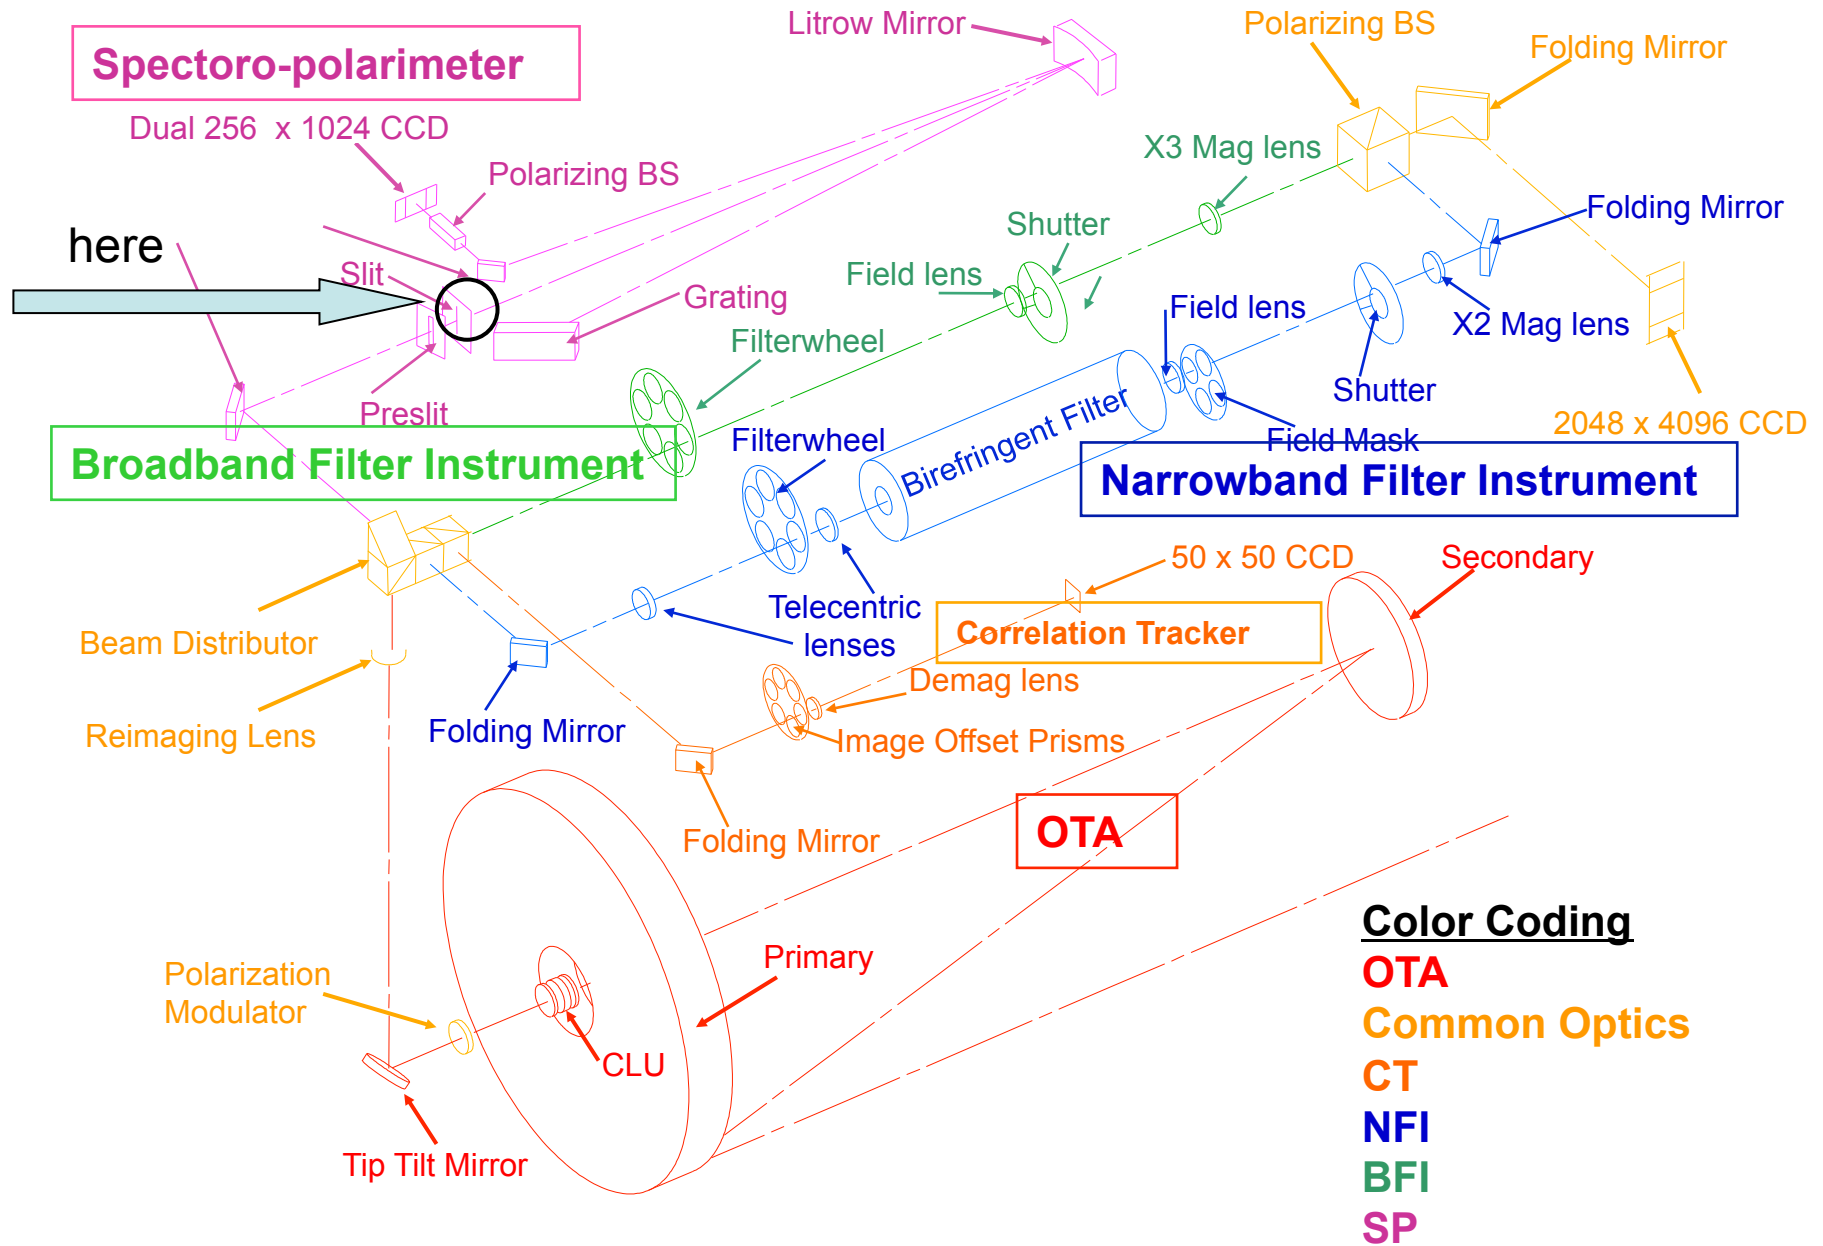 Litrow Mirror
Polarizing BS
Folding Mirror
Spectoro-polarimeter
Dual 256 x 1024 CCD
Polarizing BS
X3 Mag lens
Folding Mirror
here
Shutter
Slit
Field lens
Grating
Field lens
X2 Mag lens
Filterwheel
Shutter
Preslit
Birefringent Filter
2048 x 4096 CCD
Filterwheel
Field Mask
Broadband Filter Instrument
Narrowband Filter Instrument
50 x 50 CCD
Secondary
Telecentric
lenses
Beam Distributor
Correlation Tracker
Demag lens
Reimaging Lens
Folding Mirror
Image Offset Prisms
Folding Mirror
OTA
Color Coding
OTA
Common Optics
CT
NFI
BFI
SP
Primary
Polarization
Modulator
CLU
Tip Tilt Mirror